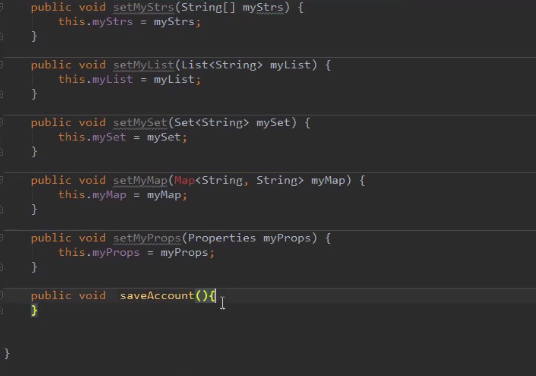 public void setMyStrs(String[] myStrs) {
this.myStrs = myStrs;
}
public void setMyList(List<String> myList) {
this.myList = myList;
}
public void setMySet(Set<String> mySet) {
this.mySet = mySet;
}
public void setMyMap(Map<String, String> myMap) {
this.myMap = myMap;
}
public void setMyProps(Properties myProps) {
this.myProps = myProps;
}
public void  saveAccount(){
}
}